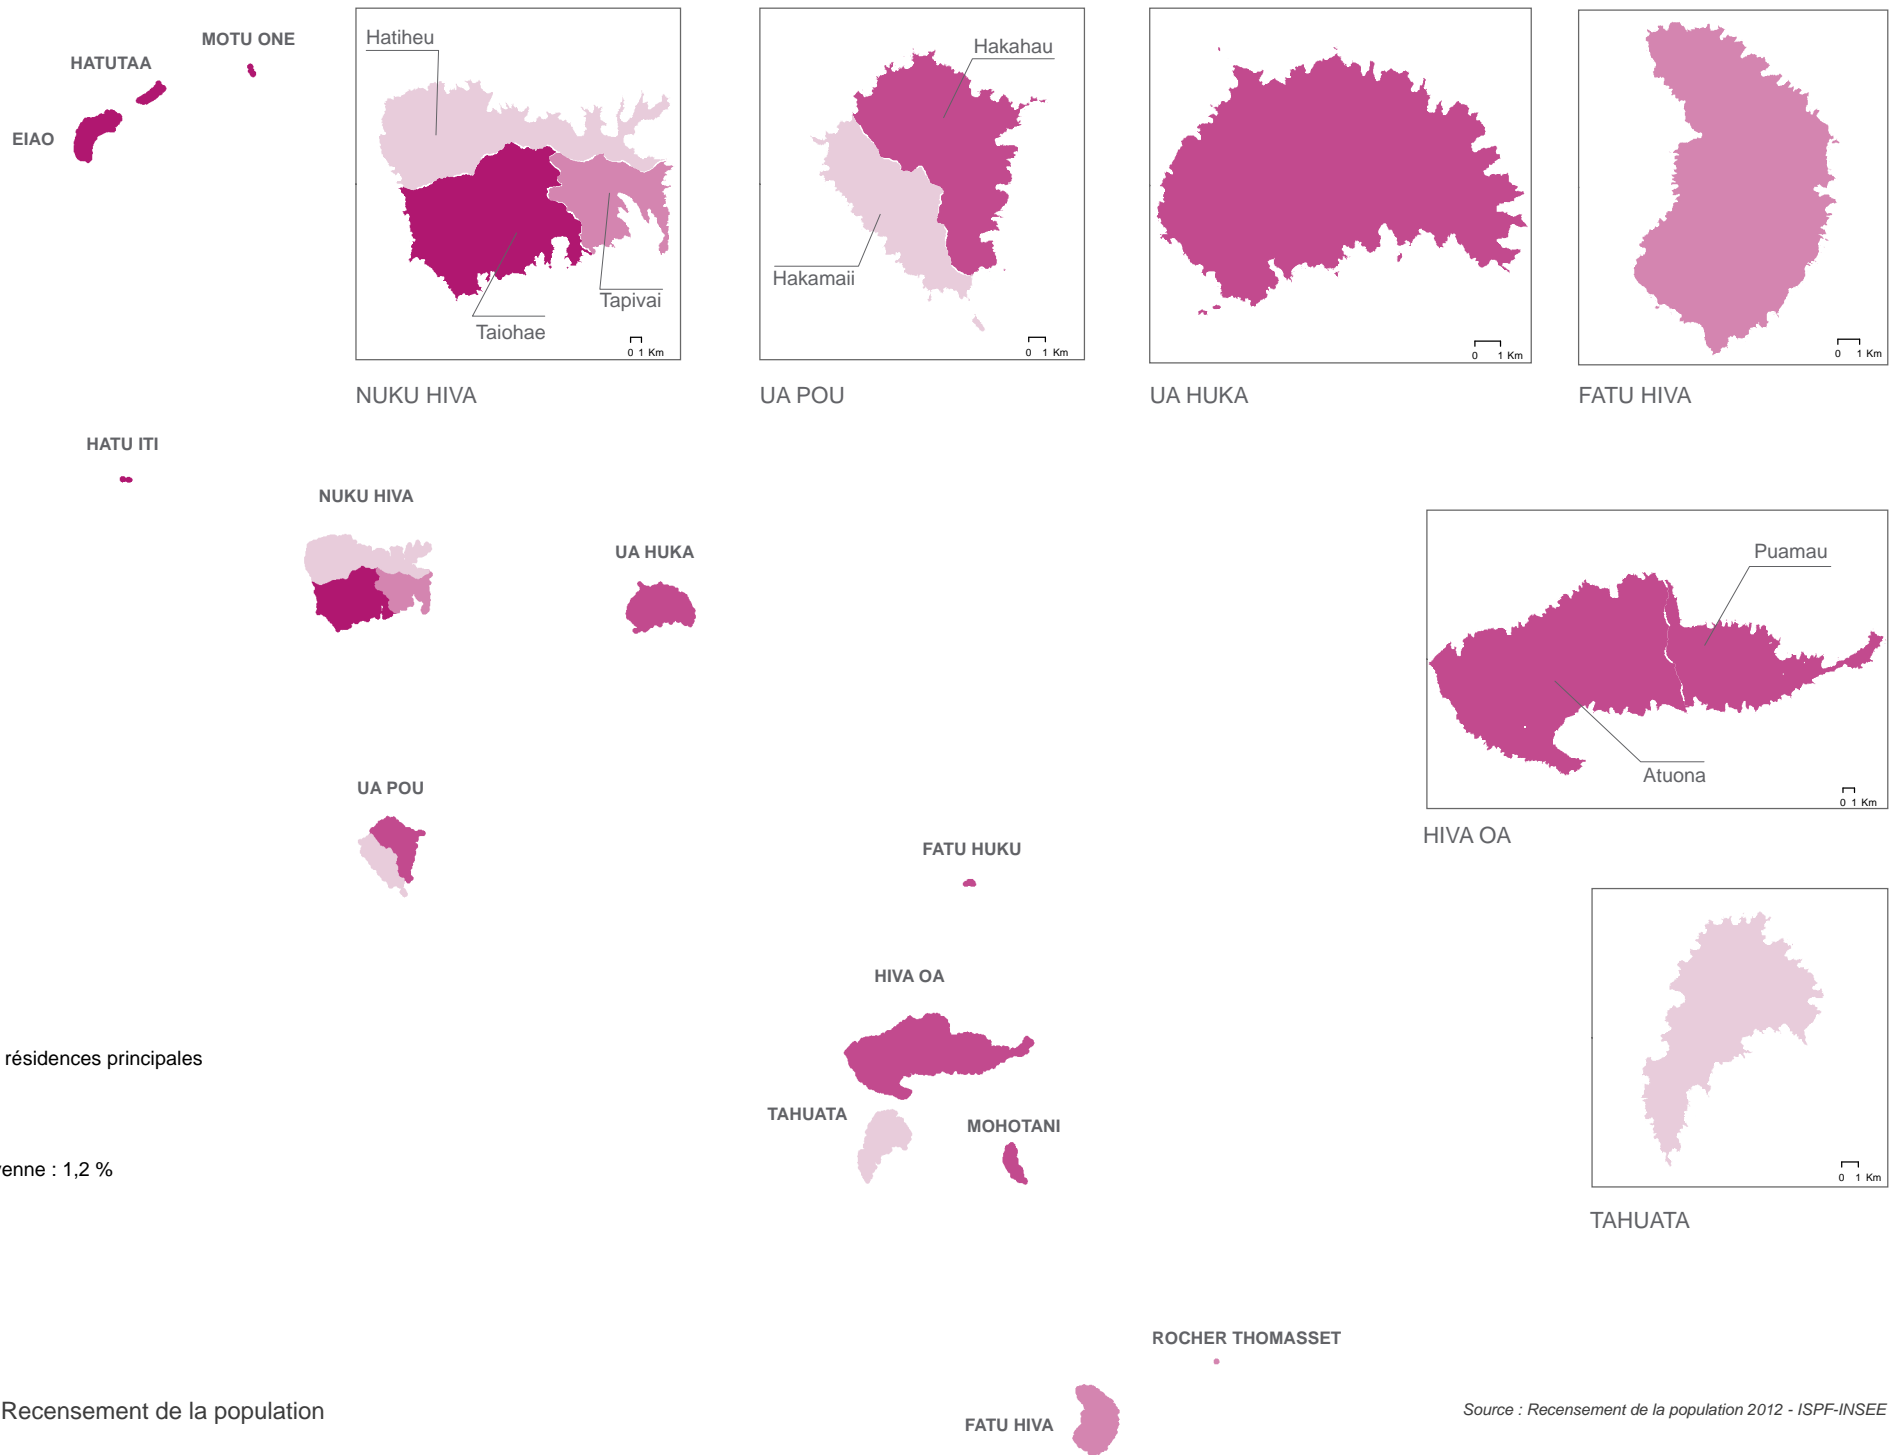 MOTU ONE
HATUTAA
EIAO
Hatiheu
Tapivai
Taiohae
0 1 Km
NUKU HIVA
Hakahau
Hakamaii
0 1 Km
UA POU
0 1 Km
UA HUKA
0 1 Km
FATU HIVA
HATU ITI
NUKU HIVA
UA HUKA
Puamau
Atuona
0 1 Km
HIVA OA
UA POU
FATU HUKU
HIVA OA
résidences principales
TAHUATA
MOHOTANI
enne : 1,2 %
0 1 Km
TAHUATA
ROCHER THOMASSET
FATU HIVA
Recensement de la population
Source : Recensement de la population 2012 - ISPF-INSEE